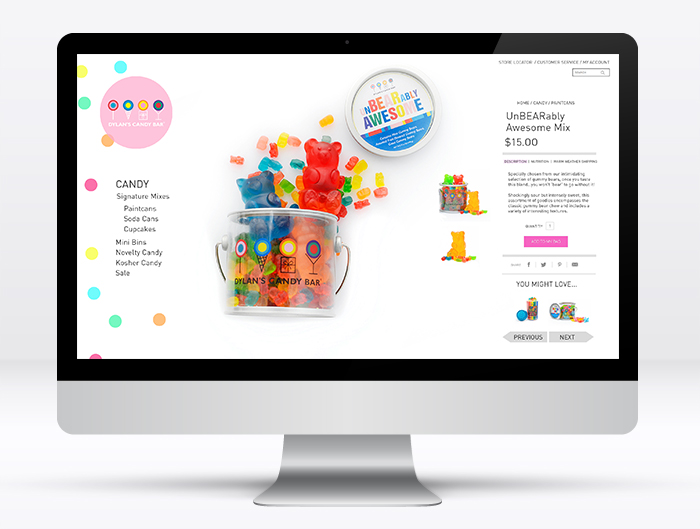 STORE LOCATOR / CUSTOMER SERVICE / MY ACCOUNT
SEARCH
DYLAN'S CANDY BAR
CANDY
Signature Mixes
Paintcans
Soda Cans
Cupcakes
Mini Bins
Novelty Candy
Kosher Candy
Sale
UNBEARABLY
AWESOME
DYLAN'S CANDY BAR
HOME / CANDY / PAINTCANS
UnBEARably
Awesome Mix
$15.00
DESCRIPTION | NUTRITION | WARM WEATHER SHIPPING
Specially chosen from our intimidating
selection of gummy bears, once you taste
this blend, you won't 'bear' to go without it!
Shockingly sour but intensely sweet, this
assortment of goodies encompasses the
classic gummy bear chew and includes a
variety of interesting textures.
QUANTITY 1
ADD TO MY BAG
SHARE
YOU MIGHT LOVE...
PREVIOUS
NEXT